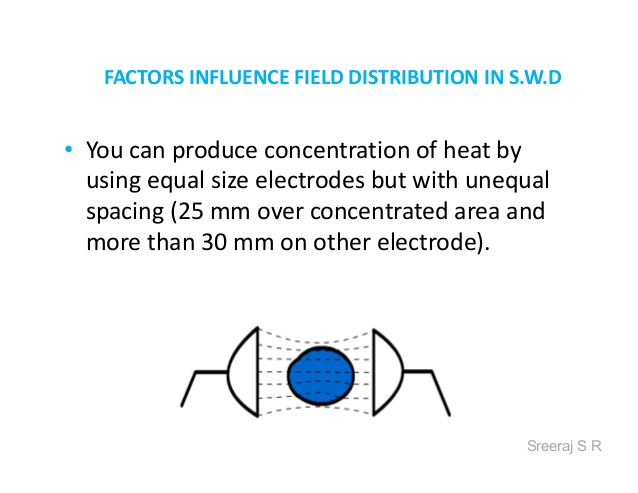 FACTORS INFLUENCE FIELD DISTRIBUTION IN S.W.D
• You can produce concentration of heat by
using equal size electrodes but with unequal
spacing (25 mm over concentrated area and
more than 30 mm on other electrode).
Sreeraj S R